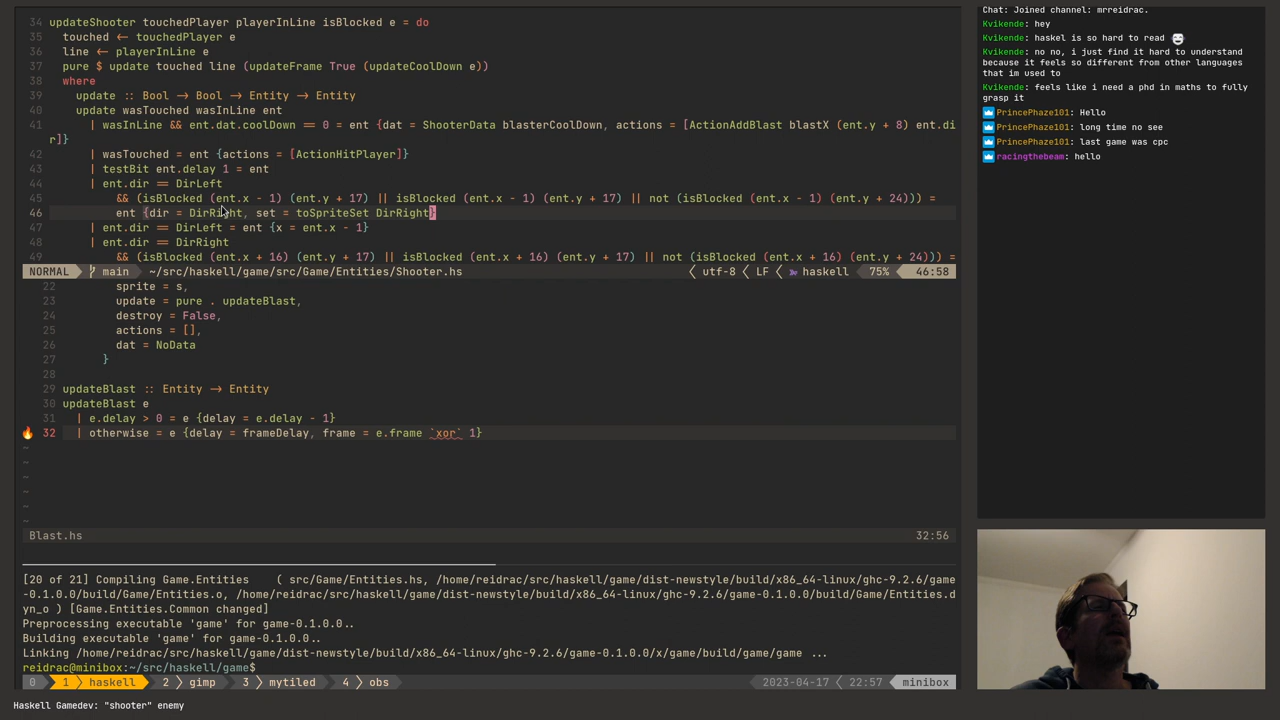 34 updateShooter touchedPlayer playerInLine isBlocked e = do
35   touched <- touchedPlayer e
36   line <- playerInLine e
37   pure $ update touched line (updateFrame True (updateCoolDown e))
38   where
39     update :: Bool -> Bool -> Entity -> Entity
40     update wasTouched wasInLine ent
41       | wasInLine && ent.dat.coolDown == 0 = ent {dat = ShooterData blasterCoolDown, actions = [ActionAddBlast blastX (ent.y + 8) ent.di
r]}
42       | wasTouched = ent {actions = [ActionHitPlayer]}
43       | testBit ent.delay 1 = ent
44       | ent.dir == DirLeft
45           && (isBlocked (ent.x - 1) (ent.y + 17) || isBlocked (ent.x - 1) (ent.y + 17) || not (isBlocked (ent.x - 1) (ent.y + 24))) =
46           ent {dir = DirRight, set = toSpriteSet DirRight}
47       | ent.dir == DirLeft = ent {x = ent.x - 1}
48       | ent.dir == DirRight
49           && (isBlocked (ent.x + 16) (ent.y + 17) || isBlocked (ent.x + 16) (ent.y + 17) || not (isBlocked (ent.x + 16) (ent.y + 24))) =
NORMAL main ~/src/haskell/game/src/Game/Entities/Shooter.hs utf-8 < LF < haskell 75% 46:58
22         sprite = s,
23         update = pure . updateBlast,
24         destroy = False,
25         actions = [],
26         dat = NoData
27       }
28
29 updateBlast :: Entity -> Entity
30 updateBlast e
31   | e.delay > 0 = e {delay = e.delay - 1}
32   | otherwise = e {delay = frameDelay, frame = e.frame `xor` 1}
~
~
~
~
~
~
Blast.hs 32:56
[20 of 21] Compiling Game.Entities    ( src/Game/Entities.hs, /home/reidrac/src/haskell/game/dist-newstyle/build/x86_64-linux/ghc-9.2.6/game
-0.1.0.0/build/Game/Entities.o, /home/reidrac/src/haskell/game/dist-newstyle/build/x86_64-linux/ghc-9.2.6/game-0.1.0.0/build/Game/Entities.d
yn_o ) [Game.Entities.Common changed]
Preprocessing executable 'game' for game-0.1.0.0..
Building executable 'game' for game-0.1.0.0..
Linking /home/reidrac/src/haskell/game/dist-newstyle/build/x86_64-linux/ghc-9.2.6/game-0.1.0.0/x/game/build/game/game ...
reidrac@minibox:~/src/haskell/game$
0 1 > haskell 2 > gimp 3 > mytiled 4 > obs 2023-04-17 < 22:57 minibox
Haskell Gamedev: "shooter" enemy
Chat: Joined channel: mrreidrac.
Kvikende: hey
Kvikende: haskel is so hard to read
Kvikende: no no, i just find it hard to understand
because it feels so different from other languages
that im used to
Kvikende: feels like i need a phd in maths to fully
grasp it
PrincePhaze101: Hello
PrincePhaze101: long time no see
PrincePhaze101: last game was cpc
racingthebeam: hello